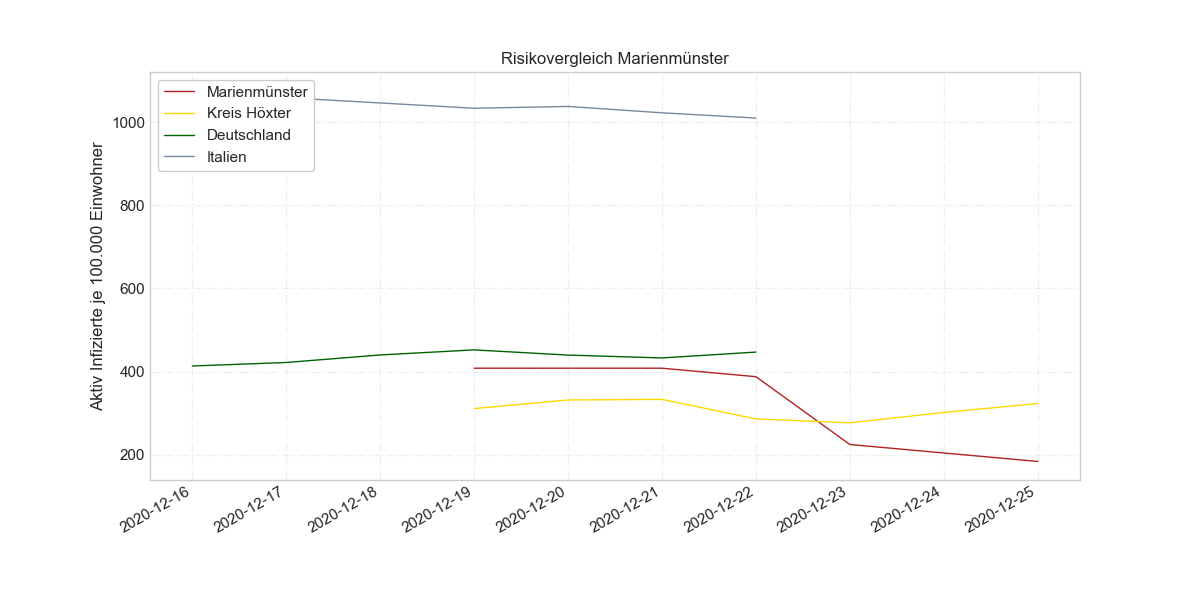 Risikovergleich Marienmünster
Marienmünster
Kreis Höxter
Deutschland
Italien
Aktiv Infizierte je 100.000 Einwohner
1000
800
600
400
200
2020-12-16
2020-12-17
2020-12-18
2020-12-19
2020-12-20
2020-12-21
2020-12-22
2020-12-23
2020-12-24
2020-12-25